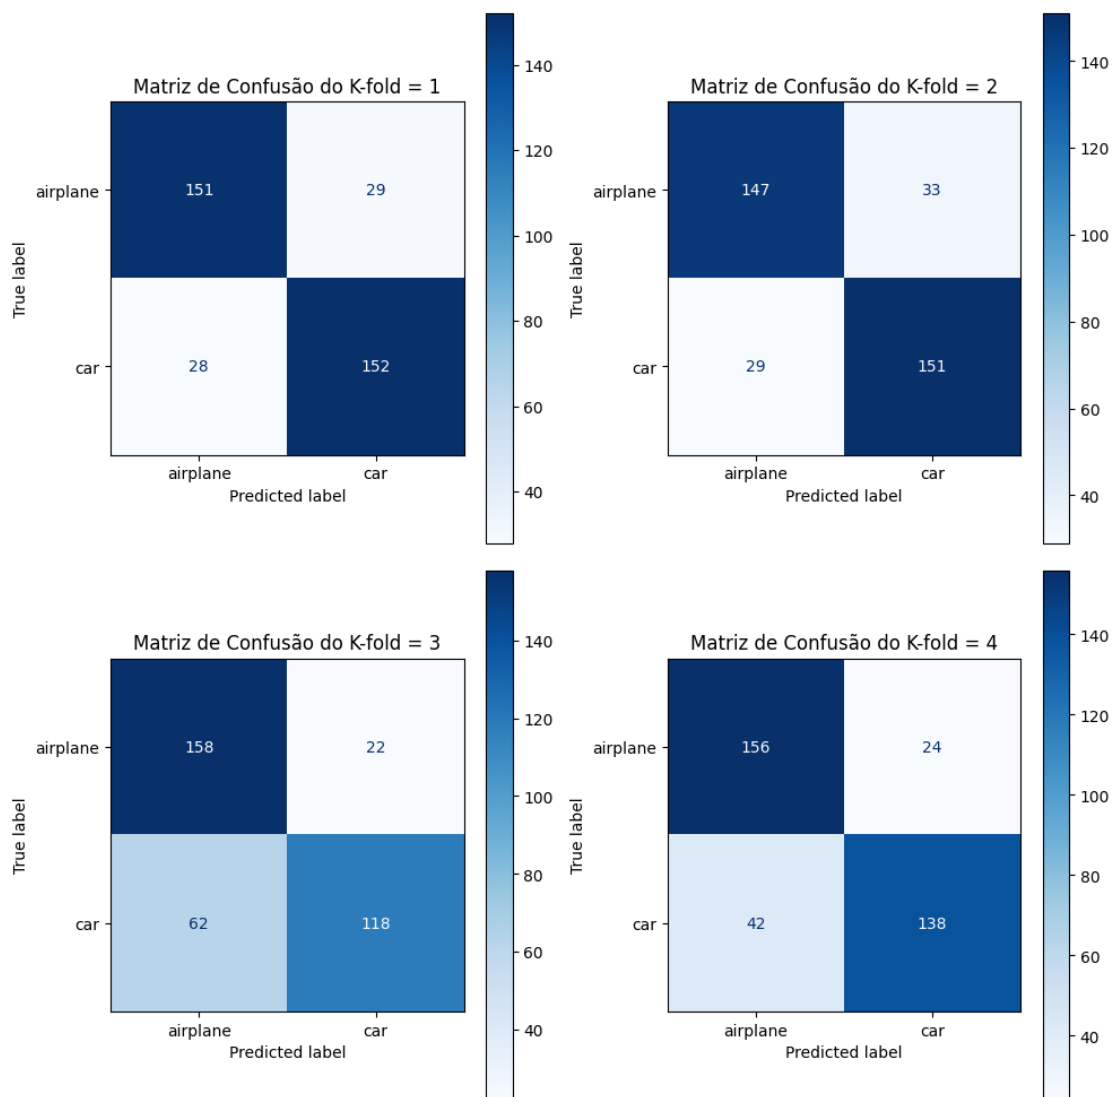 Matriz de Confusão do K-fold = 1
True label
airplane
151
29
car
28
152
airplane
car
Predicted label
140
120
100
80
60
40
Matriz de Confusão do K-fold = 2
True label
airplane
147
33
car
29
151
airplane
car
Predicted label
140
120
100
80
60
40
Matriz de Confusão do K-fold = 3
True label
airplane
158
22
car
62
118
airplane
car
Predicted label
140
120
100
80
60
40
Matriz de Confusão do K-fold = 4
True label
airplane
156
24
car
42
138
airplane
car
Predicted label
140
120
100
80
60
40